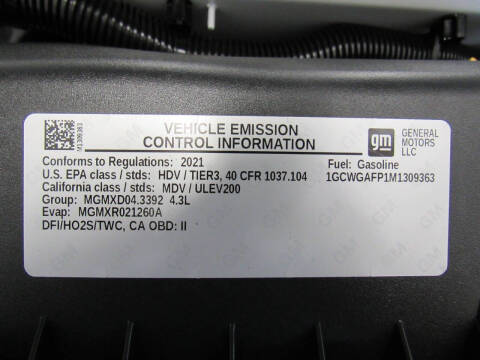 M1309363
VEHICLE EMISSION
CONTROL INFORMATION
gm
GENERAL
MOTORS
LLC
Conforms to Regulations: 2021
Fuel: Gasoline
U.S. EPA class / stds: HDV / TIER3, 40 CFR 1037.104
1GCWGAFP1M1309363
California class / stds: MDV / ULEV200
Group: MGMXD04.3392 4.3L
Evap: MGMXR021260A
DFI/HO2S/TWC, CA OBD: II